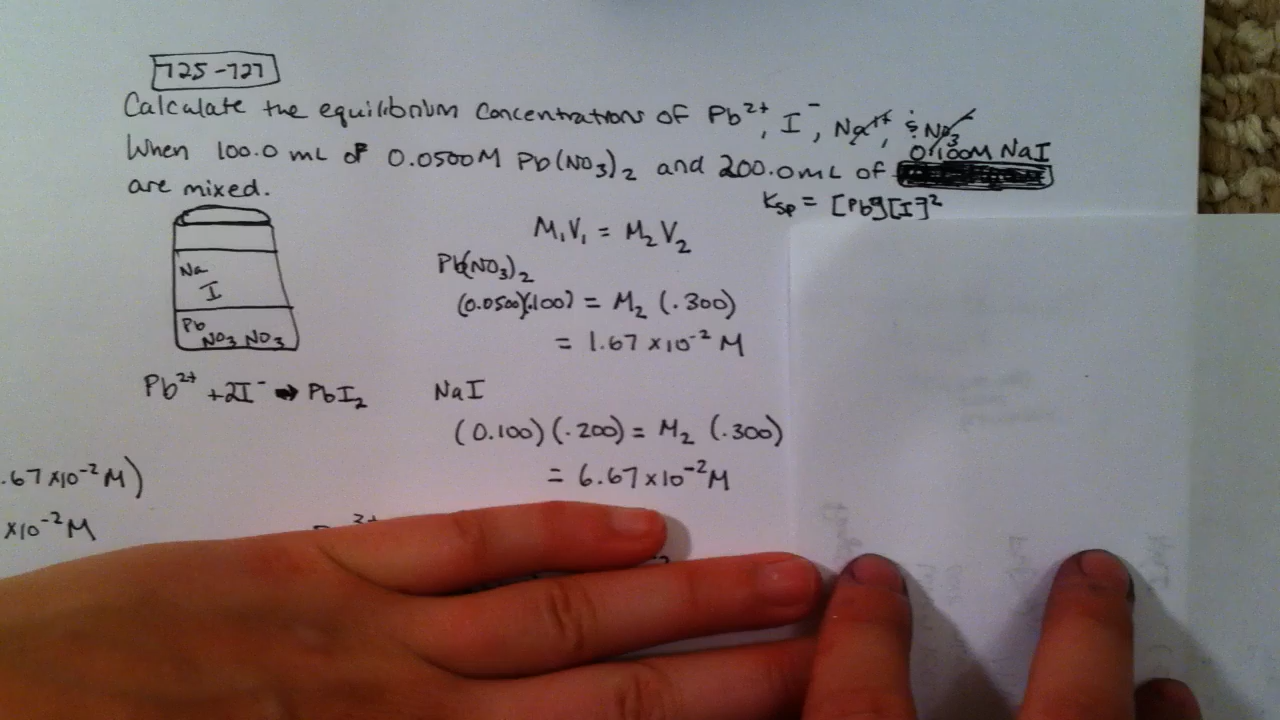 725-727
Calculate the equilibrium concentrations of Pb²⁺, I⁻, Na⁺, & NO₃
When 100.0 mL of 0.0500M Pb(NO₃)₂ and 200.0mL of 0.100M NaI
are mixed.
Ksp = [Pb][I]²
M₁V₁ = M₂V₂
Na
I
Pb
NO₃ NO₃
Pb(NO₃)₂
(0.0500)(.100) = M₂ (.300)
= 1.67 x10⁻² M
Pb²⁺ + 2I⁻ → PbI₂
NaI
(0.100)(.200) = M₂ (.300)
= 6.67 x10⁻² M
.67 x10⁻² M)
x10⁻² M
2+